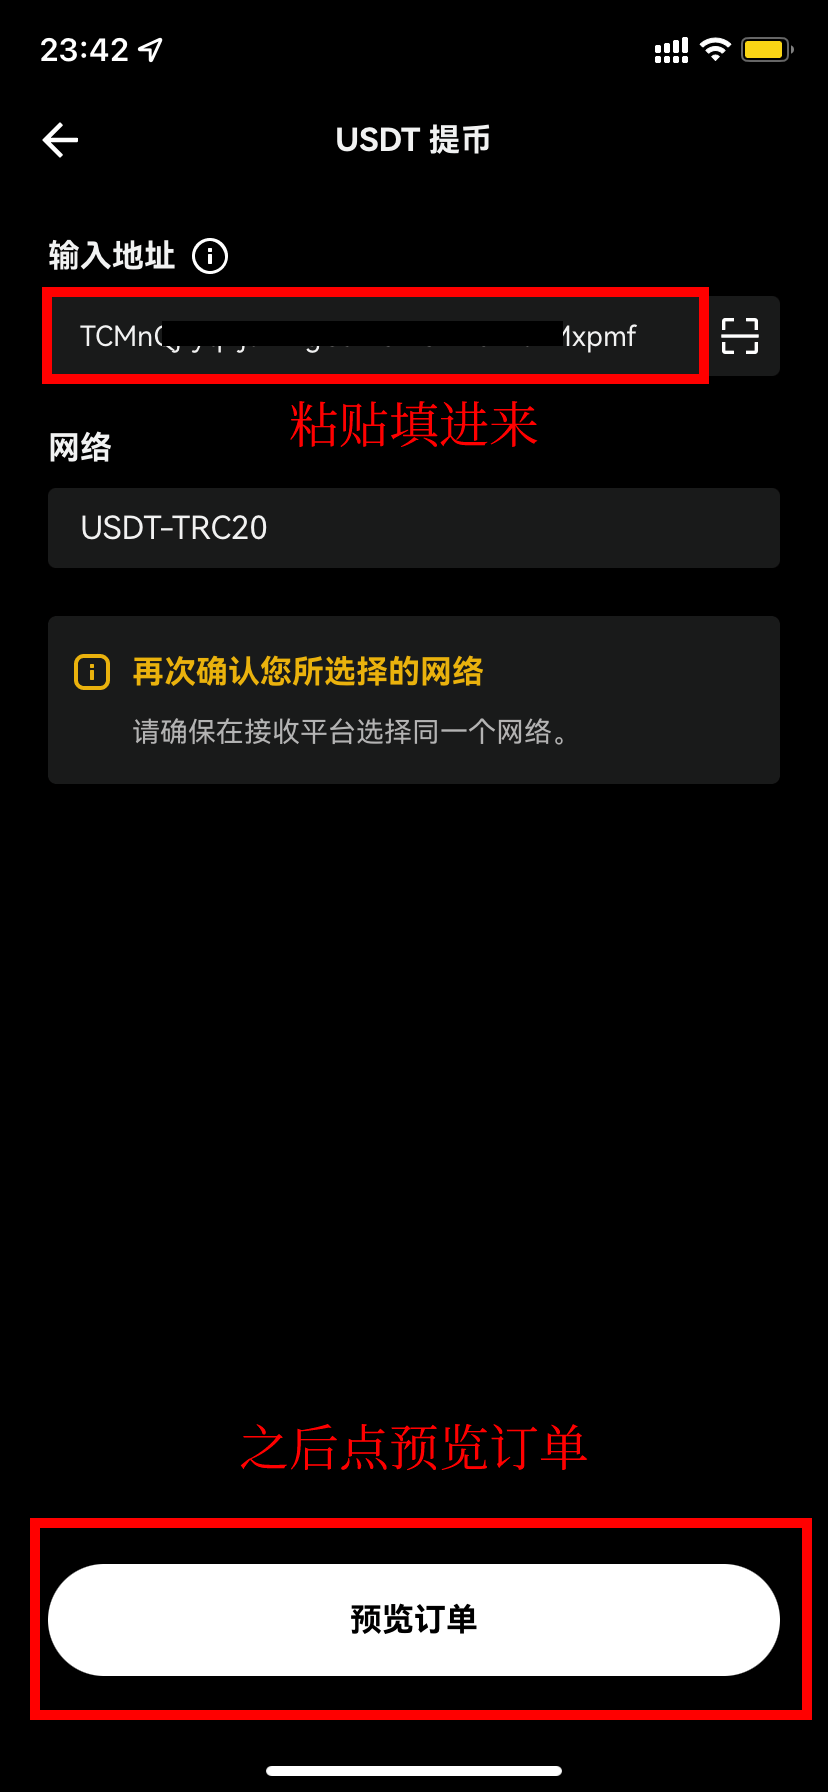 23:42
USDT 提币
输入地址
TCMn Mxpmf
粘贴填进来
网络
USDT-TRC20
再次确认您所选择的网络
请确保在接收平台选择同一个网络。
之后点预览订单
预览订单